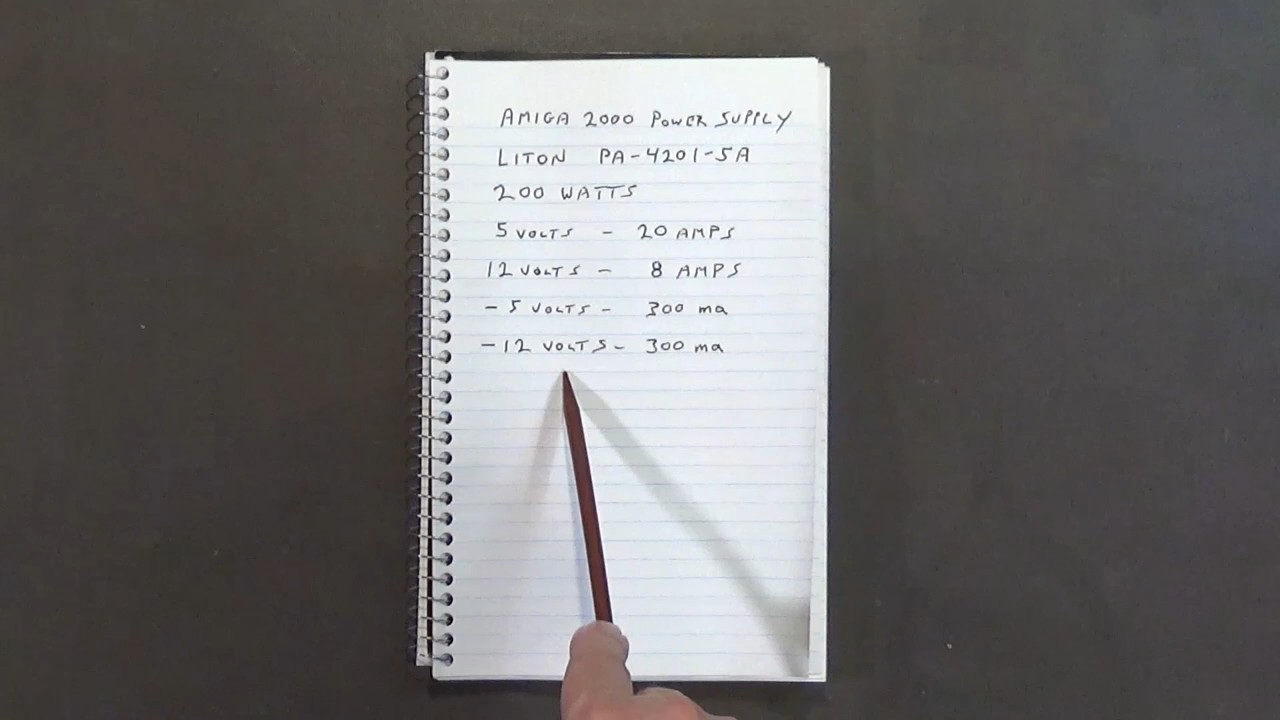 AMIGA 2000 POWER SUPPLY
LITON PA-4201-5A
200 WATTS
5 VOLTS - 20 AMPS
12 VOLTS - 8 AMPS
- 5 VOLTS - 300 ma
- 12 VOLTS - 300 ma